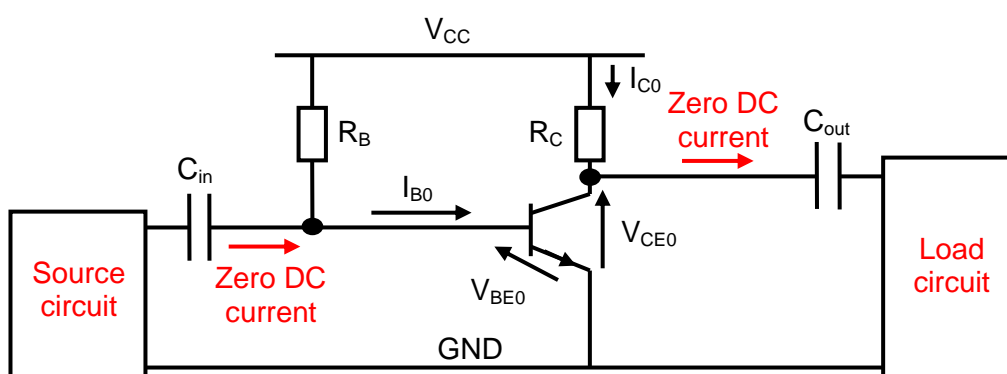 V_CC
I_C0
Zero DC
current
C_out
R_B
R_C
C_in
I_B0
V_CE0
Source
circuit
Zero DC
current
V_BE0
Load
circuit
GND